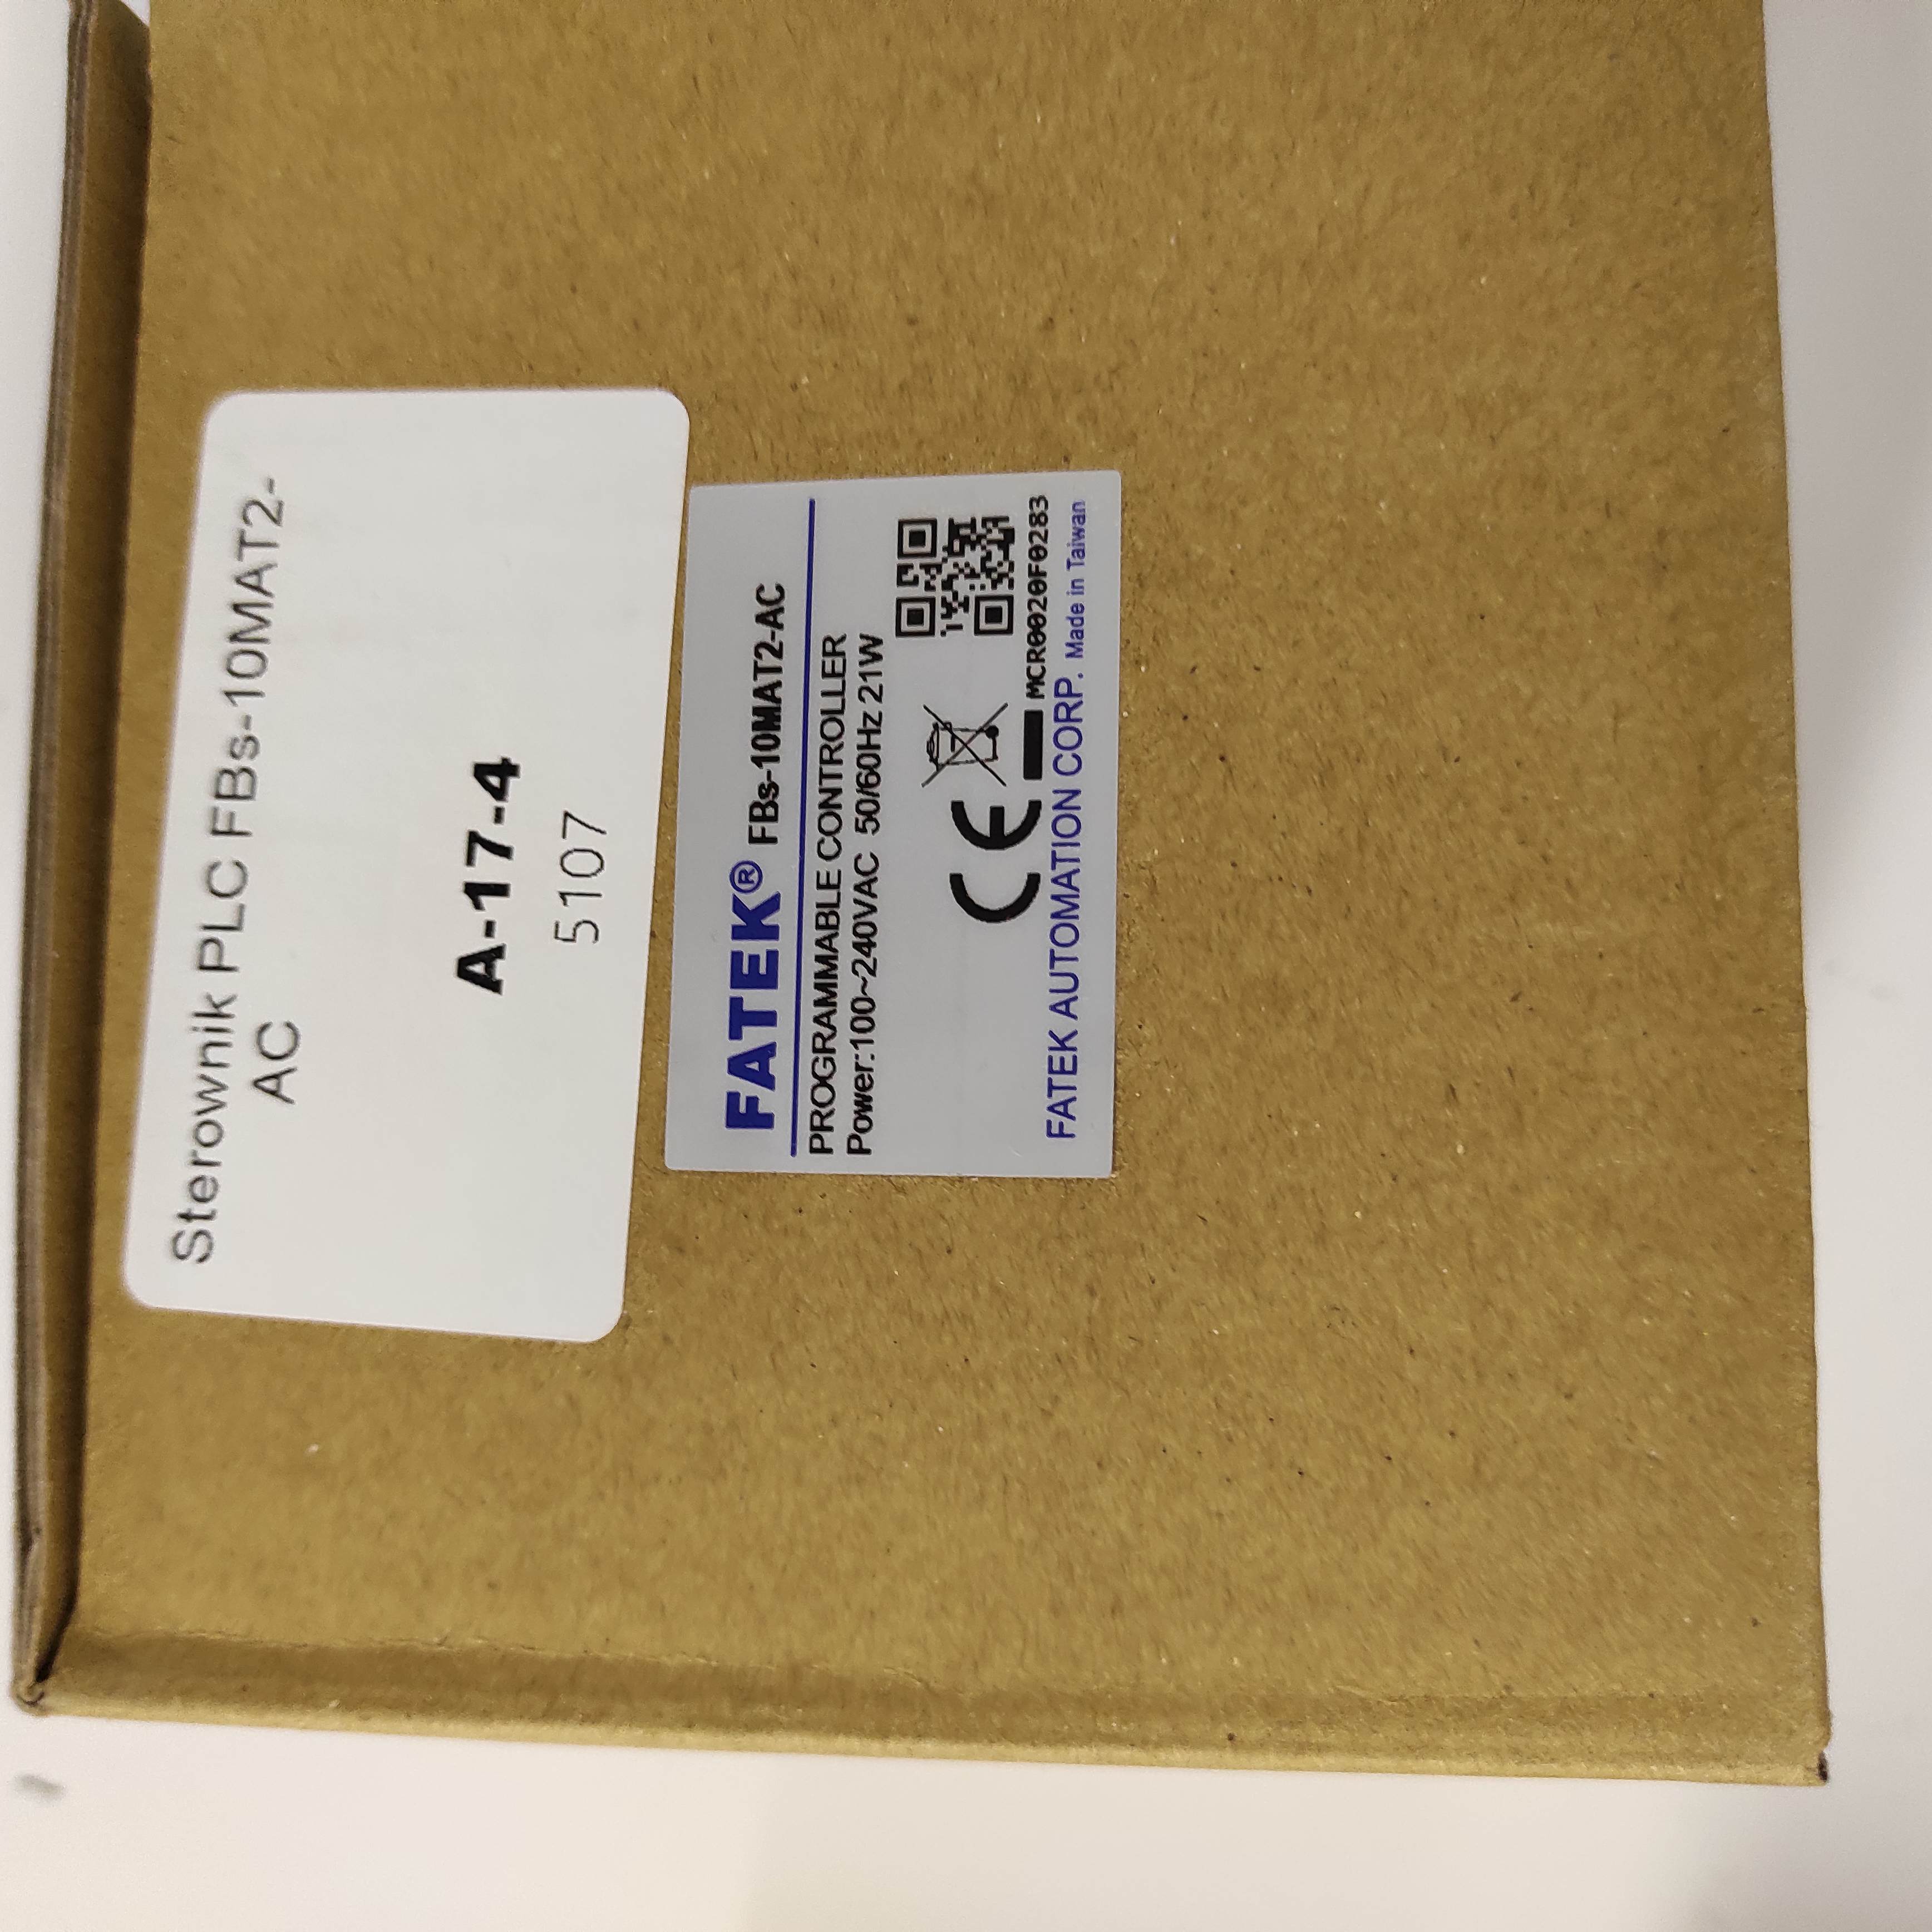 Sterownik PLC FBs-10MAT2-
AC
A-17-4
5107
FATEK® FBs-10MAT2-AC
PROGRAMMABLE CONTROLLER
Power:100~240VAC 50/60Hz 21W
CE
MCR0020F0283
FATEK AUTOMATION CORP. Made in Taiwan